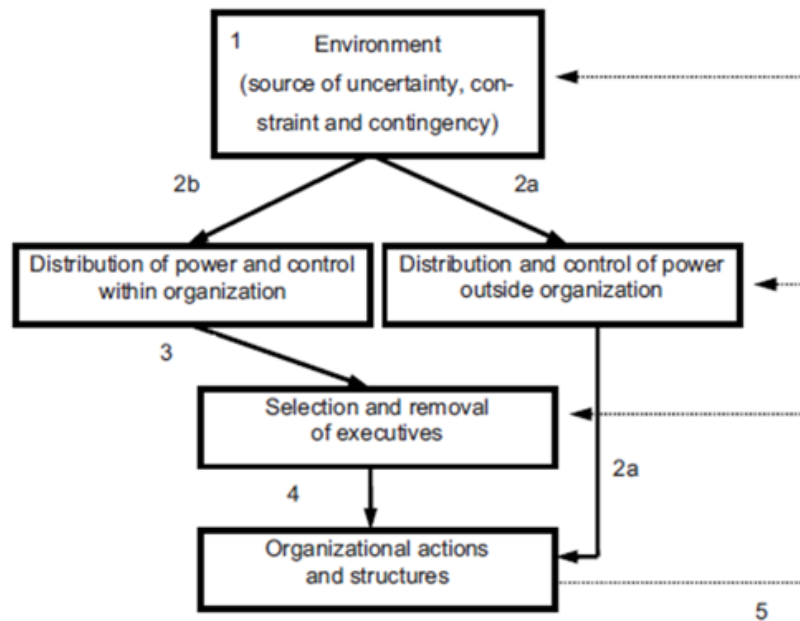 1
Environment
(source of uncertainty, con-
straint and contingency)
2b
2a
Distribution of power and control
within organization
Distribution and control of power
outside organization
3
Selection and removal
of executives
2a
4
Organizational actions
and structures
5